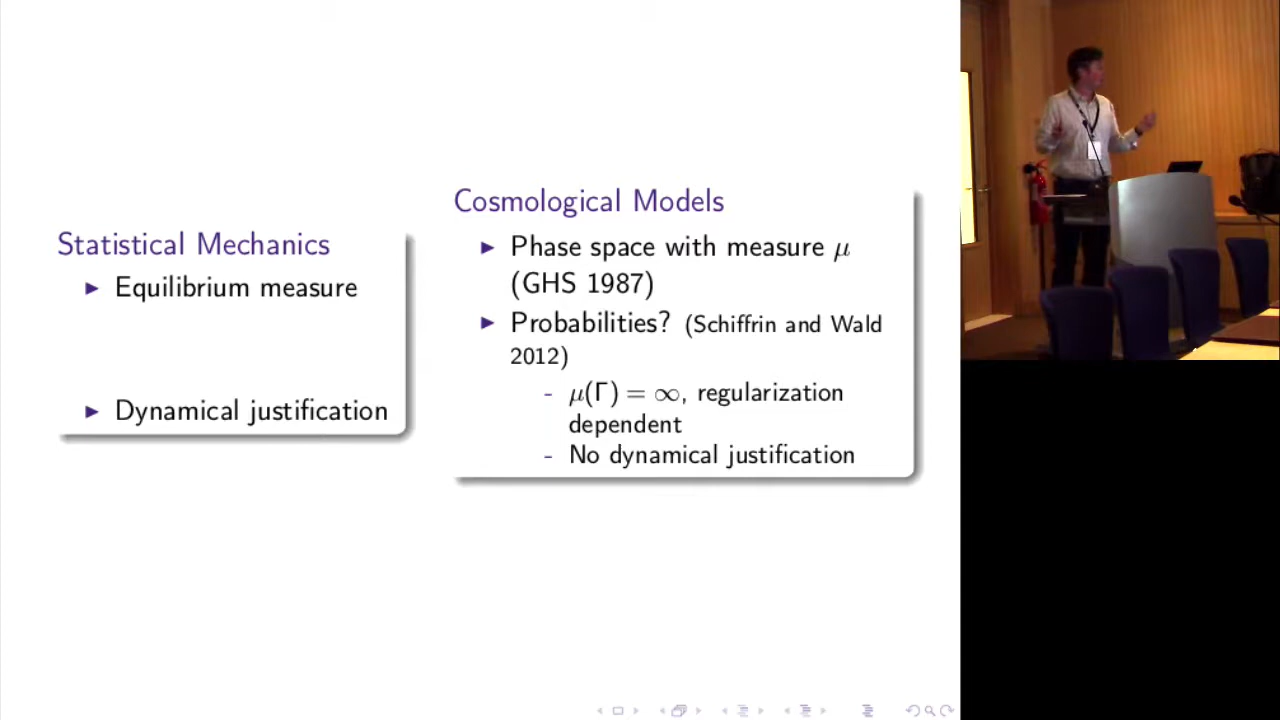 Statistical Mechanics
▶ Equilibrium measure
▶ Dynamical justification
Cosmological Models
▶ Phase space with measure μ
(GHS 1987)
▶ Probabilities? (Schiffrin and Wald
2012)
- μ(Γ) = ∞, regularization
dependent
- No dynamical justification